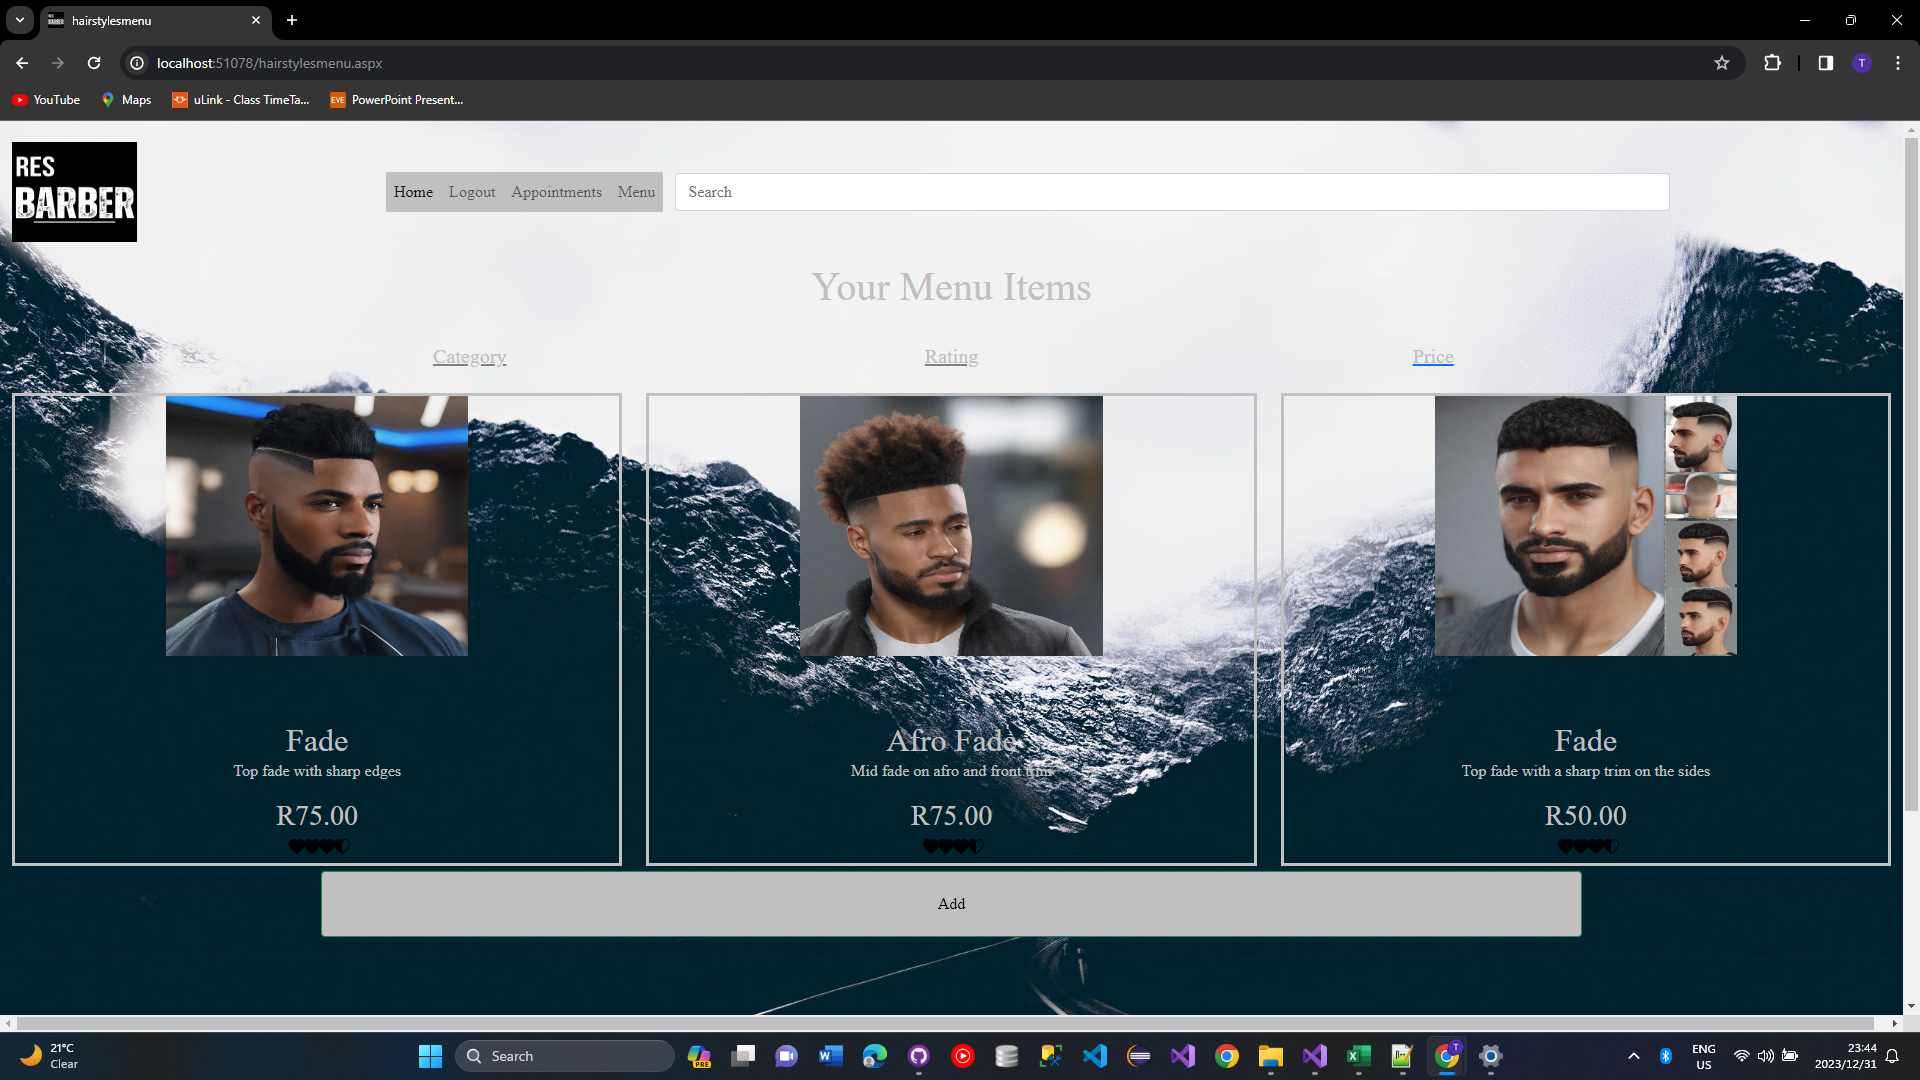 hairstylesmenu
localhost:51078/hairstylesmenu.aspx
T
YouTube
Maps
uLink - Class TimeTa...
EVE
PowerPoint Present...
RES
BARBER
Home
Logout
Appointments
Menu
Search
Your Menu Items
Category
Rating
Price
Fade
Top fade with sharp edges
R75.00
Afro Fade
Mid fade on afro and front trim
R75.00
Fade
Top fade with a sharp trim on the sides
R50.00
Add
21°C
Clear
Search
PRE
T
ENG
US
23:44
2023/12/31